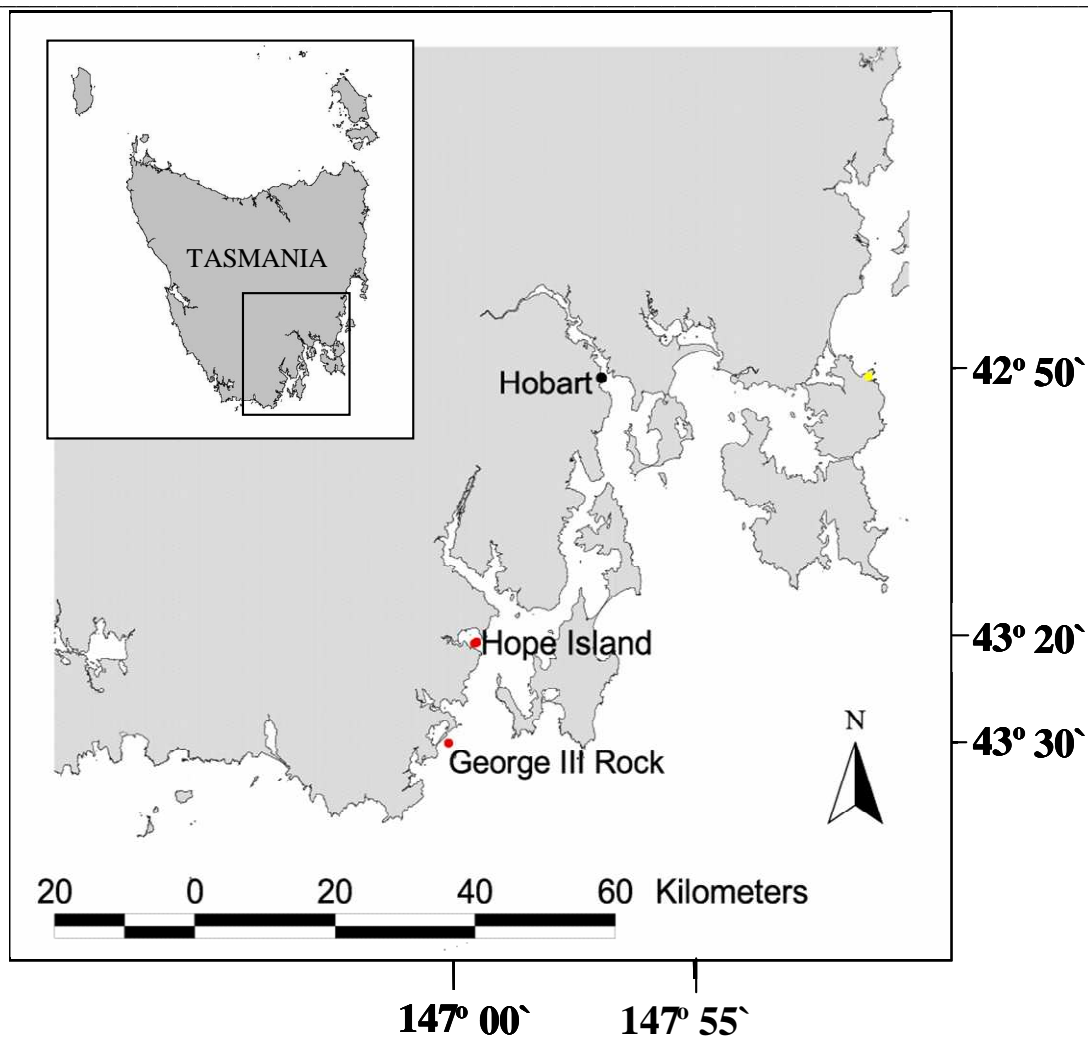 TASMANIA
Hobart
42º 50`
Hope Island
43º 20`
George III Rock
N
43º 30`
20 0 20 40 60 Kilometers
147º 00` 147º 55`